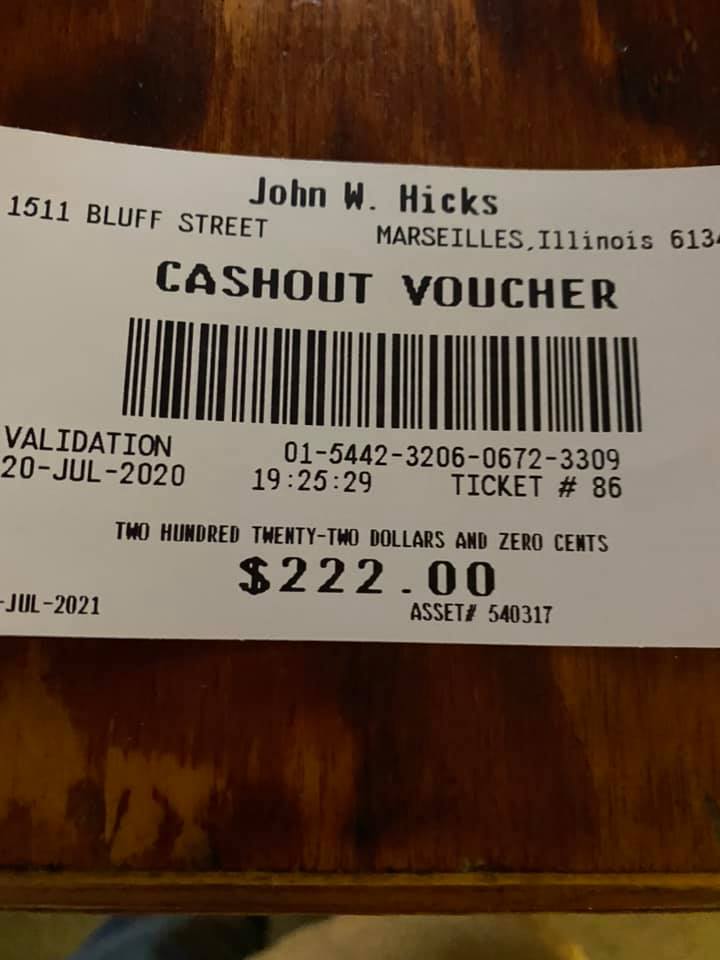 John W. Hicks
1511 BLUFF STREET MARSEILLES,Illinois 6134
CASHOUT VOUCHER
VALIDATION 01-5442-3206-0672-3309
20-JUL-2020 19:25:29 TICKET # 86
TWO HUNDRED TWENTY-TWO DOLLARS AND ZERO CENTS
$222.00
-JUL-2021 ASSET# 540317